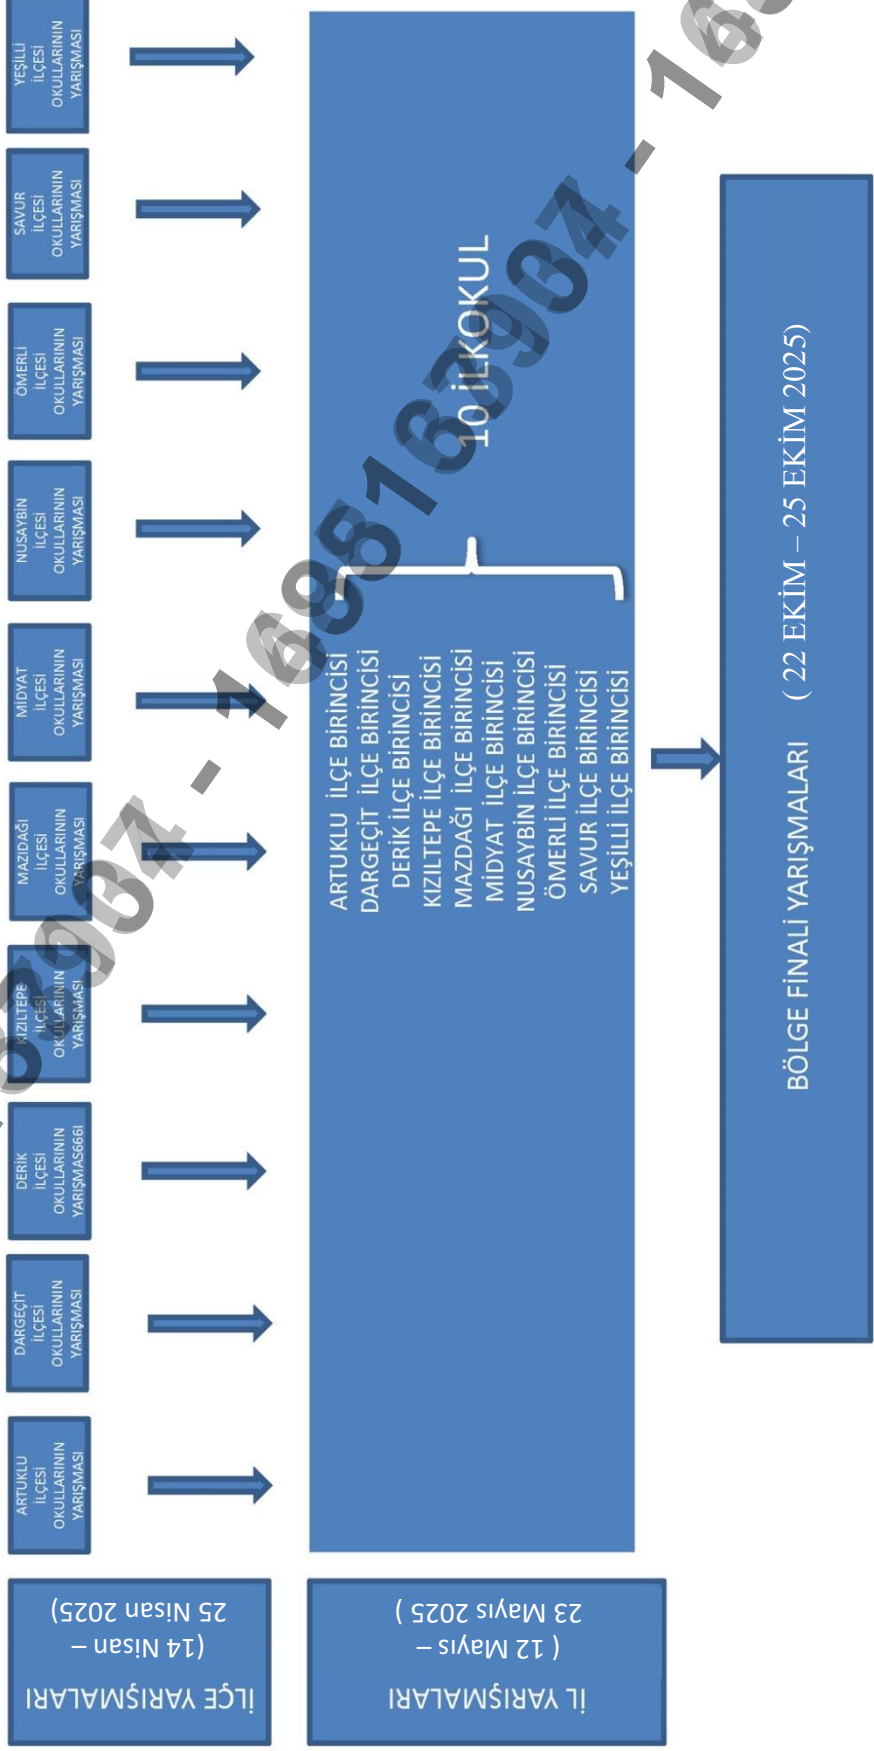 İLÇE YARIŞMALARI
(14 Nisan –
25 Nisan 2025)
ARTUKLU
İLÇESİ
OKULLARININ
YARIŞMASI
DARGEÇİT
İLÇESİ
OKULLARININ
YARIŞMASI
DERİK
İLÇESİ
OKULLARININ
YARIŞMAS666I
KIZILTEPE
İLÇESİ
OKULLARININ
YARIŞMASI
MAZIDAĞI
İLÇESİ
OKULLARININ
YARIŞMASI
MİDYAT
İLÇESİ
OKULLARININ
YARIŞMASI
NUSAYBİN
İLÇESİ
OKULLARININ
YARIŞMASI
ÖMERLİ
İLÇESİ
OKULLARININ
YARIŞMASI
SAVUR
İLÇESİ
OKULLARININ
YARIŞMASI
YEŞİLLİ
İLÇESİ
OKULLARININ
YARIŞMASI
İL YARIŞMALARI
( 12 Mayıs –
23 Mayıs 2025 )
ARTUKLU İLÇE BİRİNCİSİ
DARGEÇİT İLÇE BİRİNCİSİ
DERİK İLÇE BİRİNCİSİ
KIZILTEPE İLÇE BİRİNCİSİ
MAZDAĞI İLÇE BİRİNCİSİ
MİDYAT İLÇE BİRİNCİSİ
NUSAYBİN İLÇE BİRİNCİSİ
ÖMERLİ İLÇE BİRİNCİSİ
SAVUR İLÇE BİRİNCİSİ
YEŞİLLİ İLÇE BİRİNCİSİ
10 İLKOKUL
BÖLGE FİNALİ YARIŞMALARI ( 22 EKİM – 25 EKİM 2025)